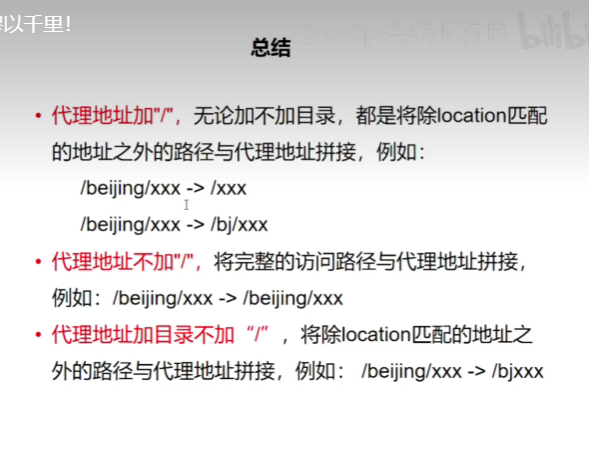 以千里！
bilibi
总结
• 代理地址加"/"，无论加不加目录，都是将除location匹配
的地址之外的路径与代理地址拼接，例如：
/beijing/xxx -> /xxx
/beijing/xxx -> /bj/xxx
• 代理地址不加"/"，将完整的访问路径与代理地址拼接，
例如：/beijing/xxx -> /beijing/xxx
• 代理地址加目录不加“/”，将除location匹配的地址之
外的路径与代理地址拼接，例如： /beijing/xxx -> /bjxxx